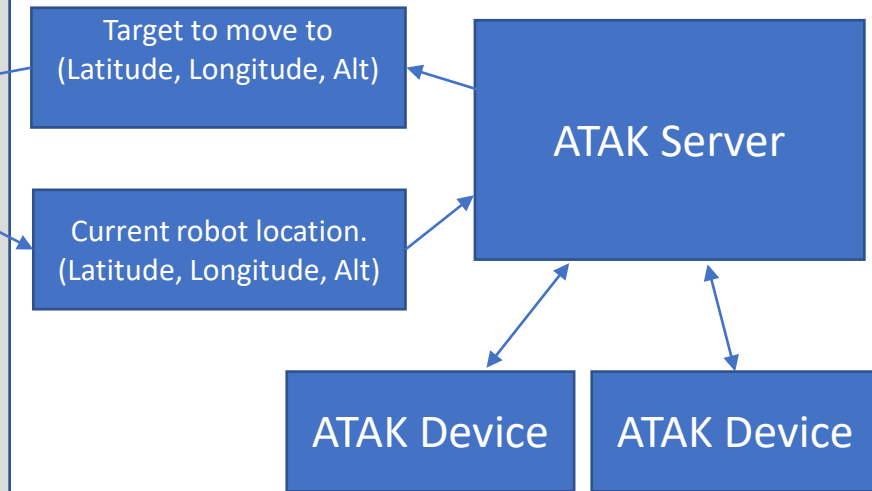 Target to move to
(Latitude, Longitude, Alt)
ATAK Server
Current robot location.
(Latitude, Longitude, Alt)
ATAK Device
ATAK Device